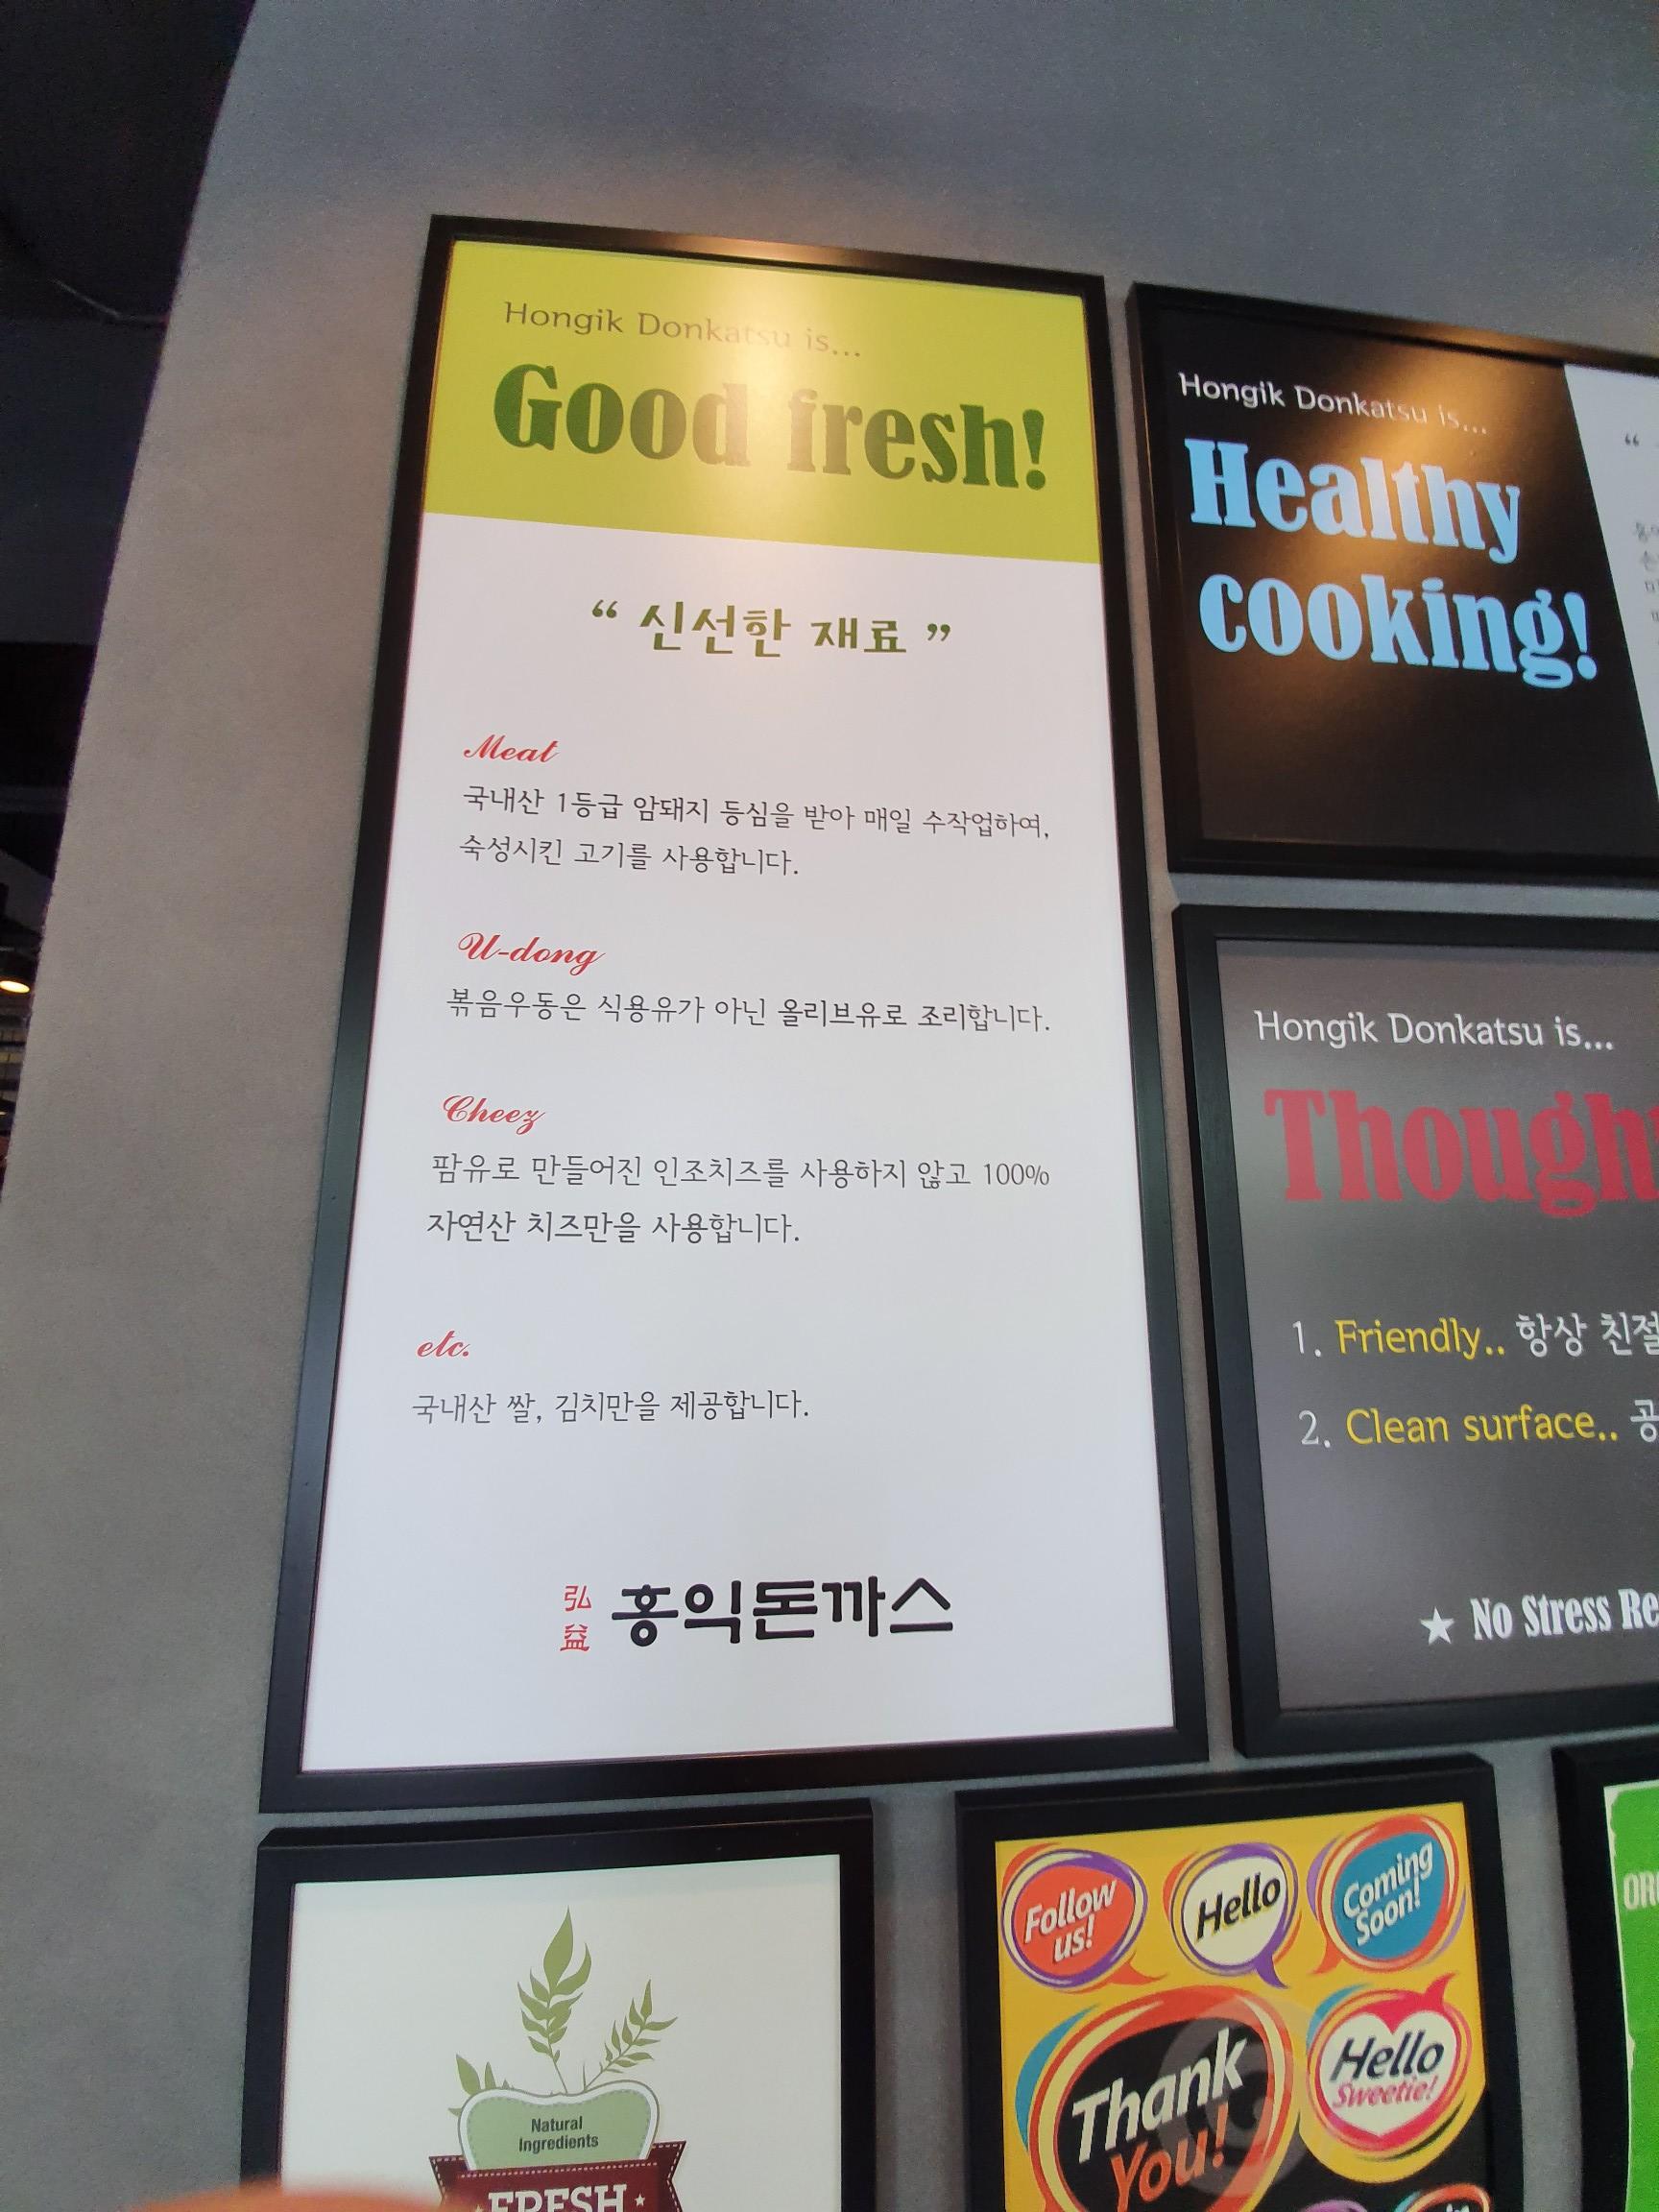 Hongik Donkatsu is...
Good fresh!
“ 신선한 재료 ”
Meat
국내산 1등급 암돼지 등심을 받아 매일 수작업하여,
숙성시킨 고기를 사용합니다.
U-dong
볶음우동은 식용유가 아닌 올리브유로 조리합니다.
Cheez
팜유로 만들어진 인조치즈를 사용하지 않고 100%
자연산 치즈만을 사용합니다.
etc.
국내산 쌀, 김치만을 제공합니다.
弘益 홍익돈까스
Hongik Donkatsu is...
Healthy
cooking!
“
Hongik Donkatsu is...
Though
1. Friendly.. 항상 친절
2. Clean surface.. 공
★ No Stress Re
Natural
Ingredients
FRESH
Follow
us!
Hello
Coming
Soon!
Thank
You!
Hello
Sweetie!